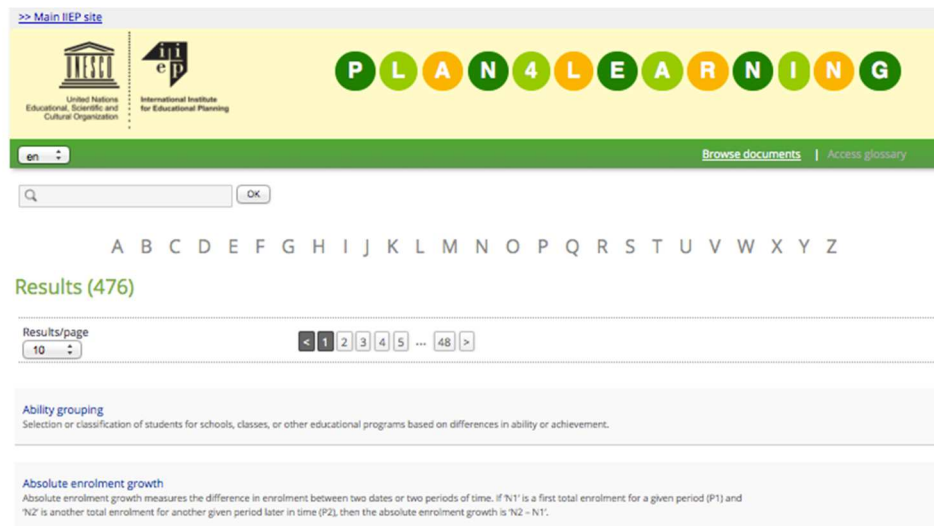 >> Main IIEP site
United Nations
Educational, Scientific and
Cultural Organization
iiep
International Institute
for Educational Planning
PLAN4LEARNING
en
Browse documents | Access glossary
OK
A B C D E F G H I J K L M N O P Q R S T U V W X Y Z
Results (476)
Results/page
10
< 1 2 3 4 5 ... 48 >
Ability grouping
Selection or classification of students for schools, classes, or other educational programs based on differences in ability or achievement.
Absolute enrolment growth
Absolute enrolment growth measures the difference in enrolment between two dates or two periods of time. if 'N1' is a first total enrolment for a given period (P1) and
'N2' is another total enrolment for another given period later in time (P2), then the absolute enrolment growth is 'N2 – N1'.